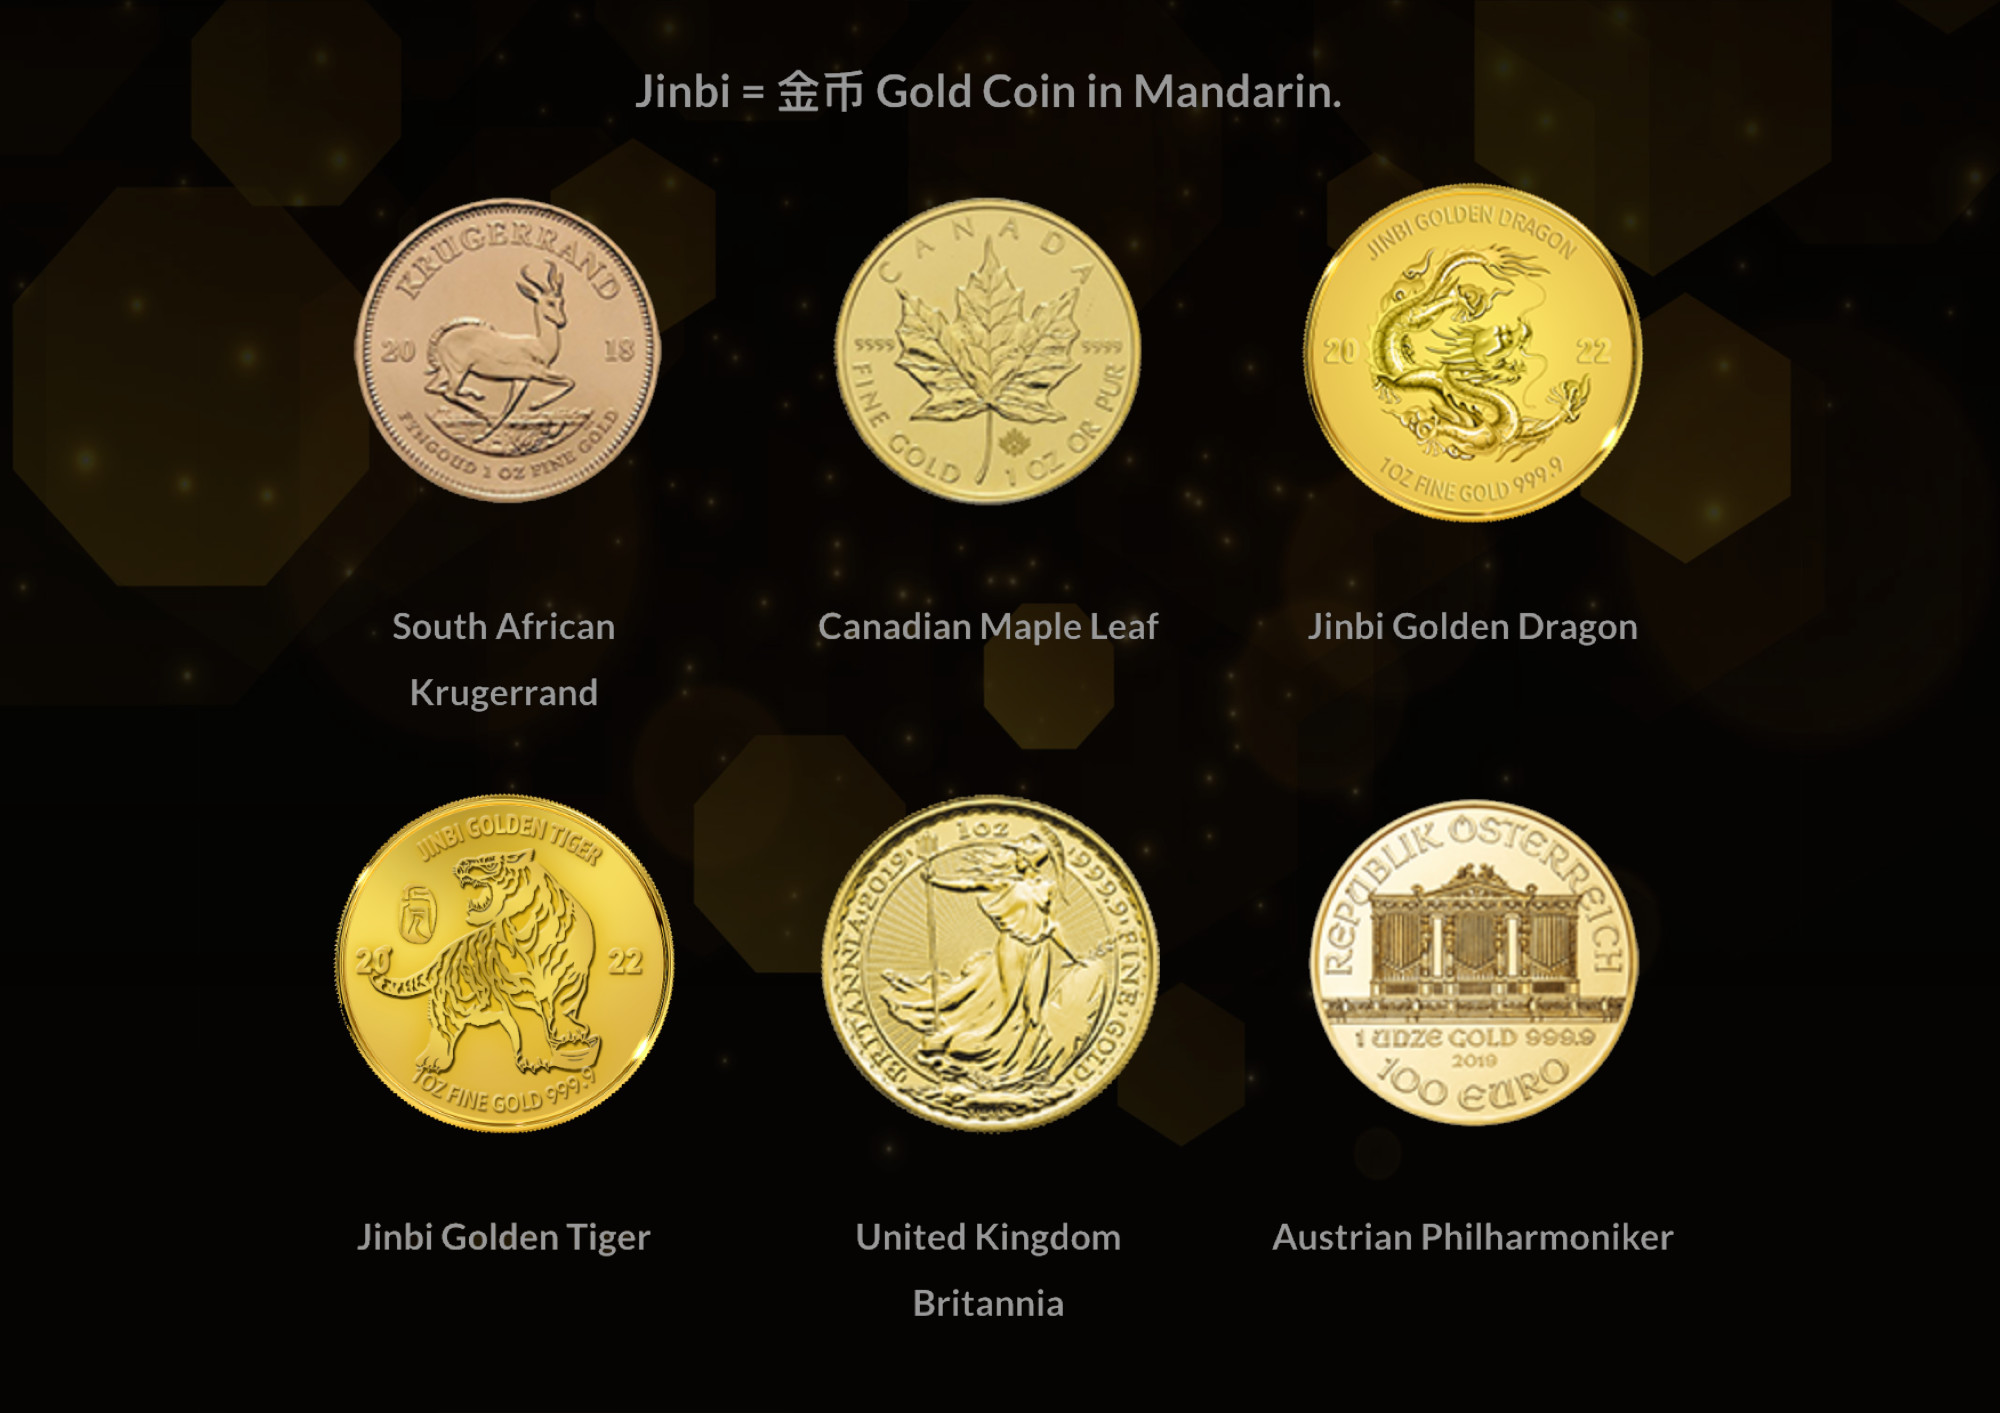 Jinbi = 金币 Gold Coin in Mandarin.
KRUGERRAND
20 18
FYNGOUD 1 OZ FINE GOLD
CANADA
9999 9999
FINE GOLD 1 OZ OR PUR
JINBI GOLDEN DRAGON
20 22
1OZ FINE GOLD 999.9
South African
Krugerrand
Canadian Maple Leaf
Jinbi Golden Dragon
JINBI GOLDEN TIGER
20 22
1OZ FINE GOLD 999.9
BRITANNIA·2019· 1OZ ·999.9·FINE·GOLD·
REPUBLIK ÖSTERREICH
1 UNZE GOLD 999.9
2019
100 EURO
Jinbi Golden Tiger
United Kingdom
Britannia
Austrian Philharmoniker